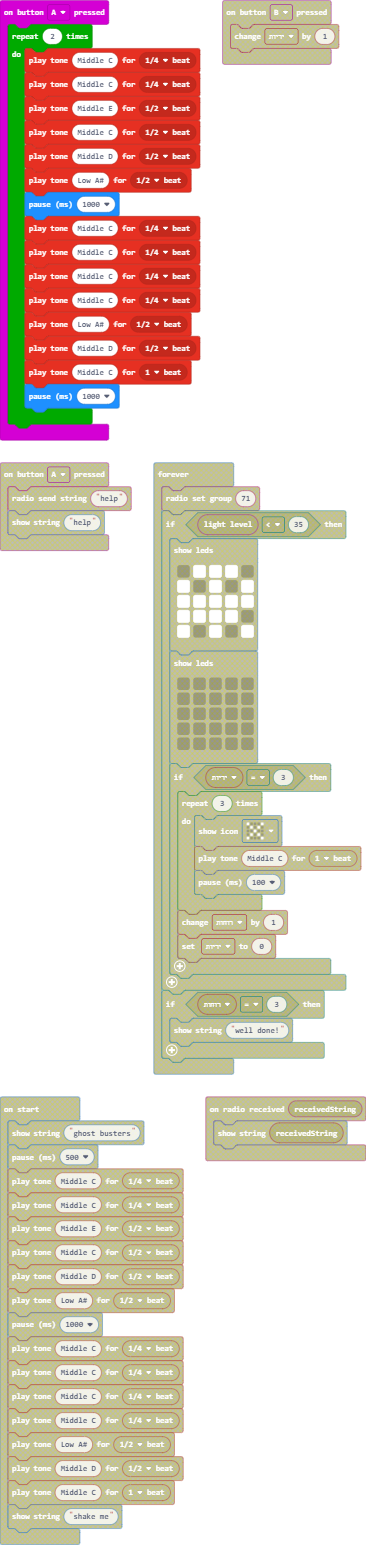 on button A pressed
repeat 2 times
do
play tone Middle C for 1/4 beat
play tone Middle C for 1/4 beat
play tone Middle E for 1/2 beat
play tone Middle C for 1/2 beat
play tone Middle D for 1/2 beat
play tone Low A# for 1/2 beat
pause (ms) 1000
play tone Middle C for 1/4 beat
play tone Middle C for 1/4 beat
play tone Middle C for 1/4 beat
play tone Middle C for 1/4 beat
play tone Low A# for 1/2 beat
play tone Middle D for 1/2 beat
play tone Middle C for 1 beat
pause (ms) 1000
on button B pressed
change יריות by 1
on button A pressed
radio send string "help"
show string "help"
forever
radio set group 71
if light level < 35 then
show leds
show leds
if יריות = 3 then
repeat 3 times
do
show icon
play tone Middle C for 1 beat
pause (ms) 100
change רוחות by 1
set יריות to 0
if רוחות = 3 then
show string "well done!"
on start
show string "ghost busters"
pause (ms) 500
play tone Middle C for 1/4 beat
play tone Middle C for 1/4 beat
play tone Middle E for 1/2 beat
play tone Middle C for 1/2 beat
play tone Middle D for 1/2 beat
play tone Low A# for 1/2 beat
pause (ms) 1000
play tone Middle C for 1/4 beat
play tone Middle C for 1/4 beat
play tone Middle C for 1/4 beat
play tone Middle C for 1/4 beat
play tone Low A# for 1/2 beat
play tone Middle D for 1/2 beat
play tone Middle C for 1 beat
show string "shake me"
on radio received receivedString
show string receivedString